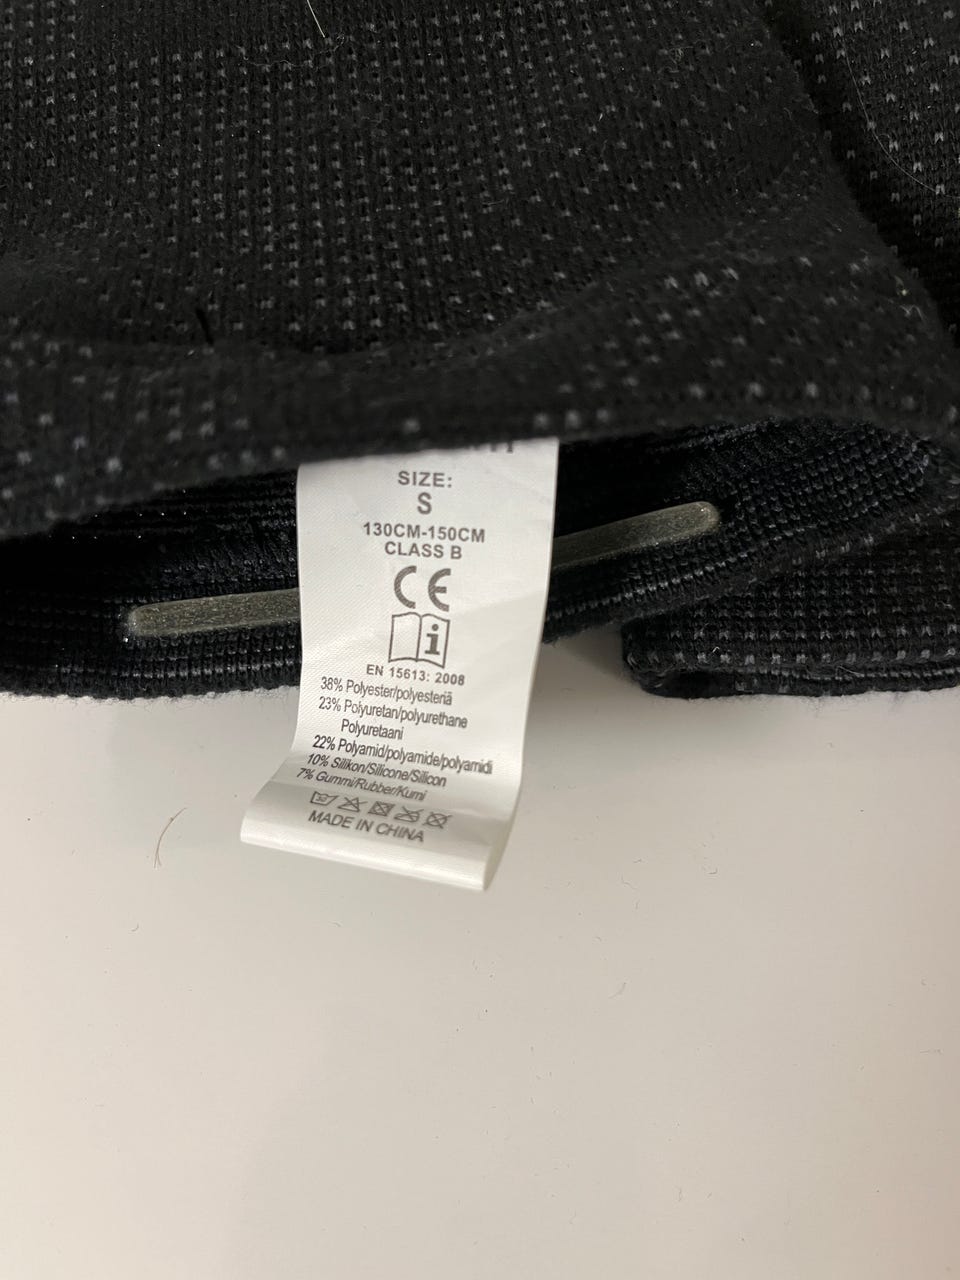 SIZE:
S
130CM-150CM
CLASS B
CE
i
EN 15613: 2008
38% Polyester/polyesteriä
23% Polyuretan/polyurethane
Polyuretaani
22% Polyamid/polyamide/polyamidi
10% Silikon/Silicone/Silicon
7% Gummi/Rubber/Kumi
MADE IN CHINA